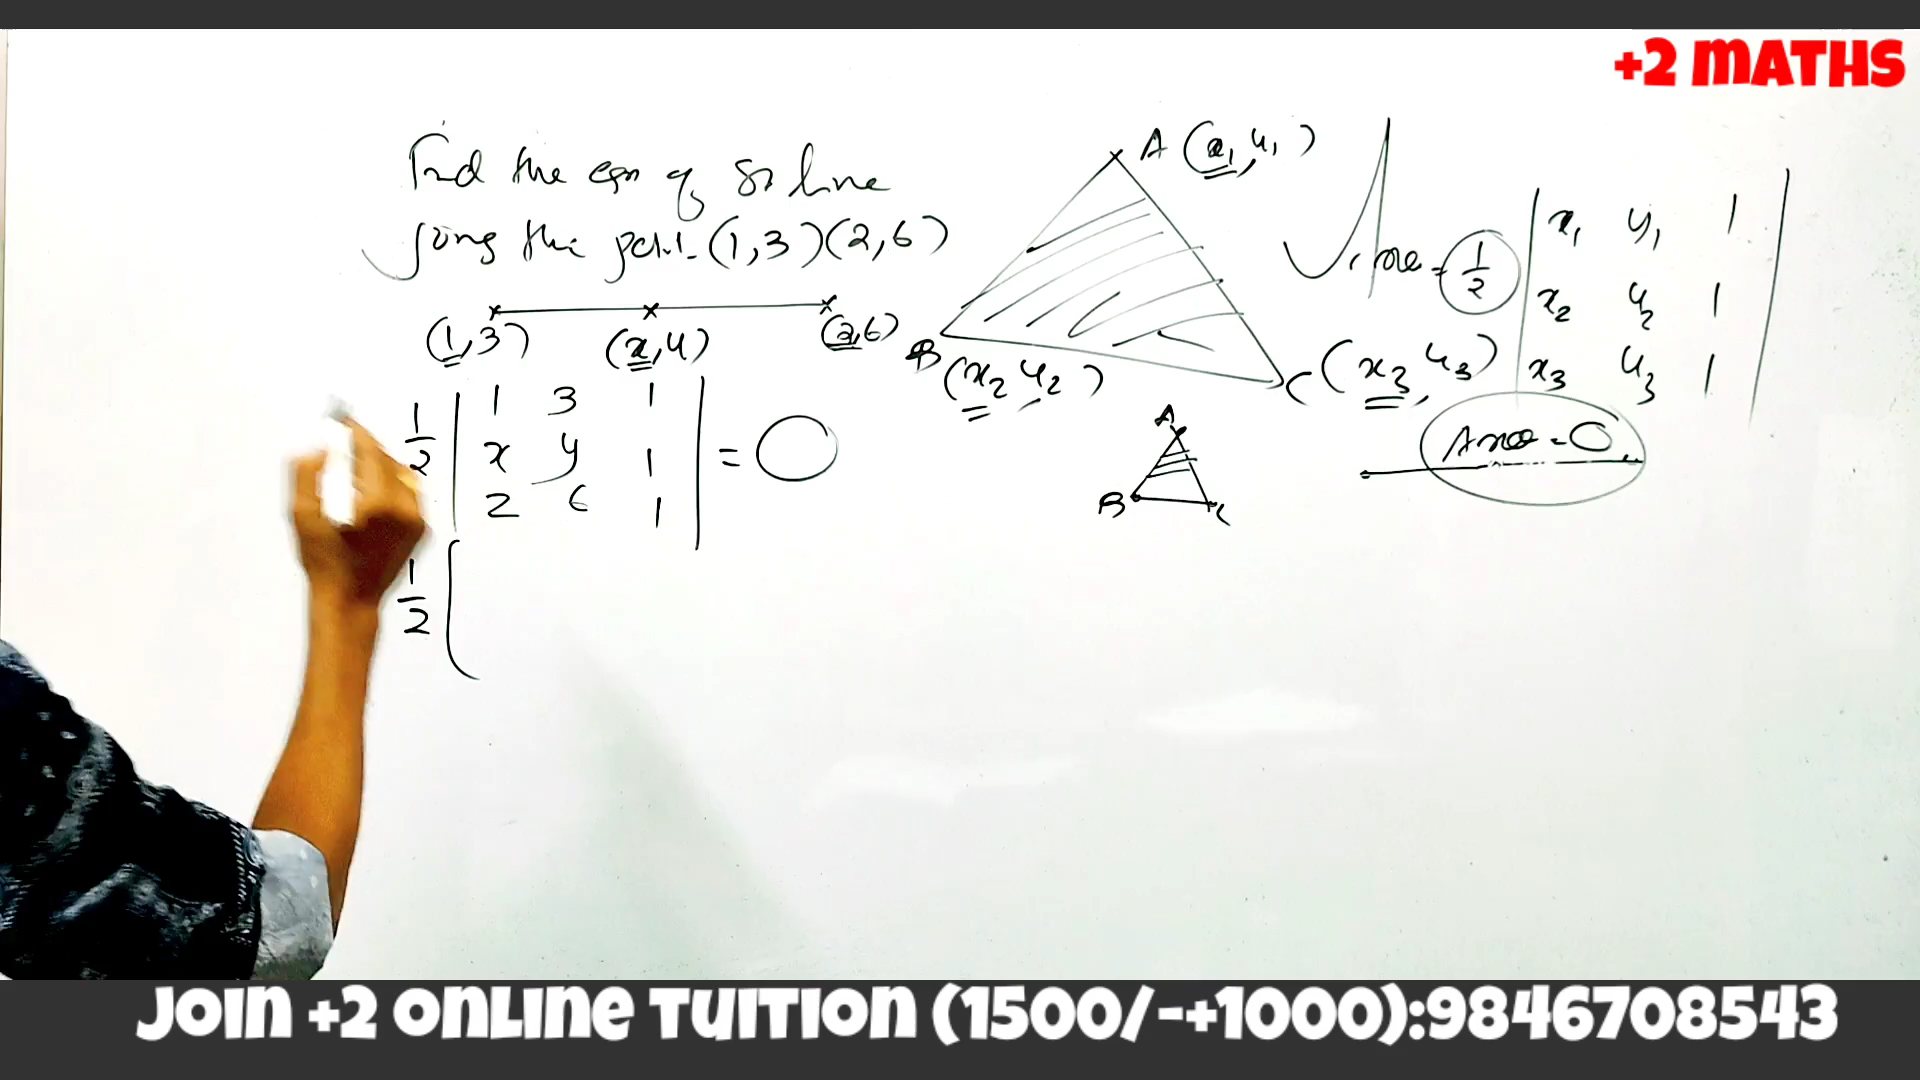 +2 MATHS
Find the eqn of St line
joing the point (1,3)(2,6)
(1,3) (x,y) (2,6)
1/2 | 1 3 1 |
| x y 1 | = 0
| 2 6 1 |
1/2 (
A (x₁,y₁)
B (x₂ y₂)
C (x₃,y₃)
A
B C
Area = 1/2 | x₁ y₁ 1 |
| x₂ y₂ 1 |
| x₃ y₃ 1 |
Area = 0
JOIN +2 ONLINE TUITION (1500/-+1000):9846708543